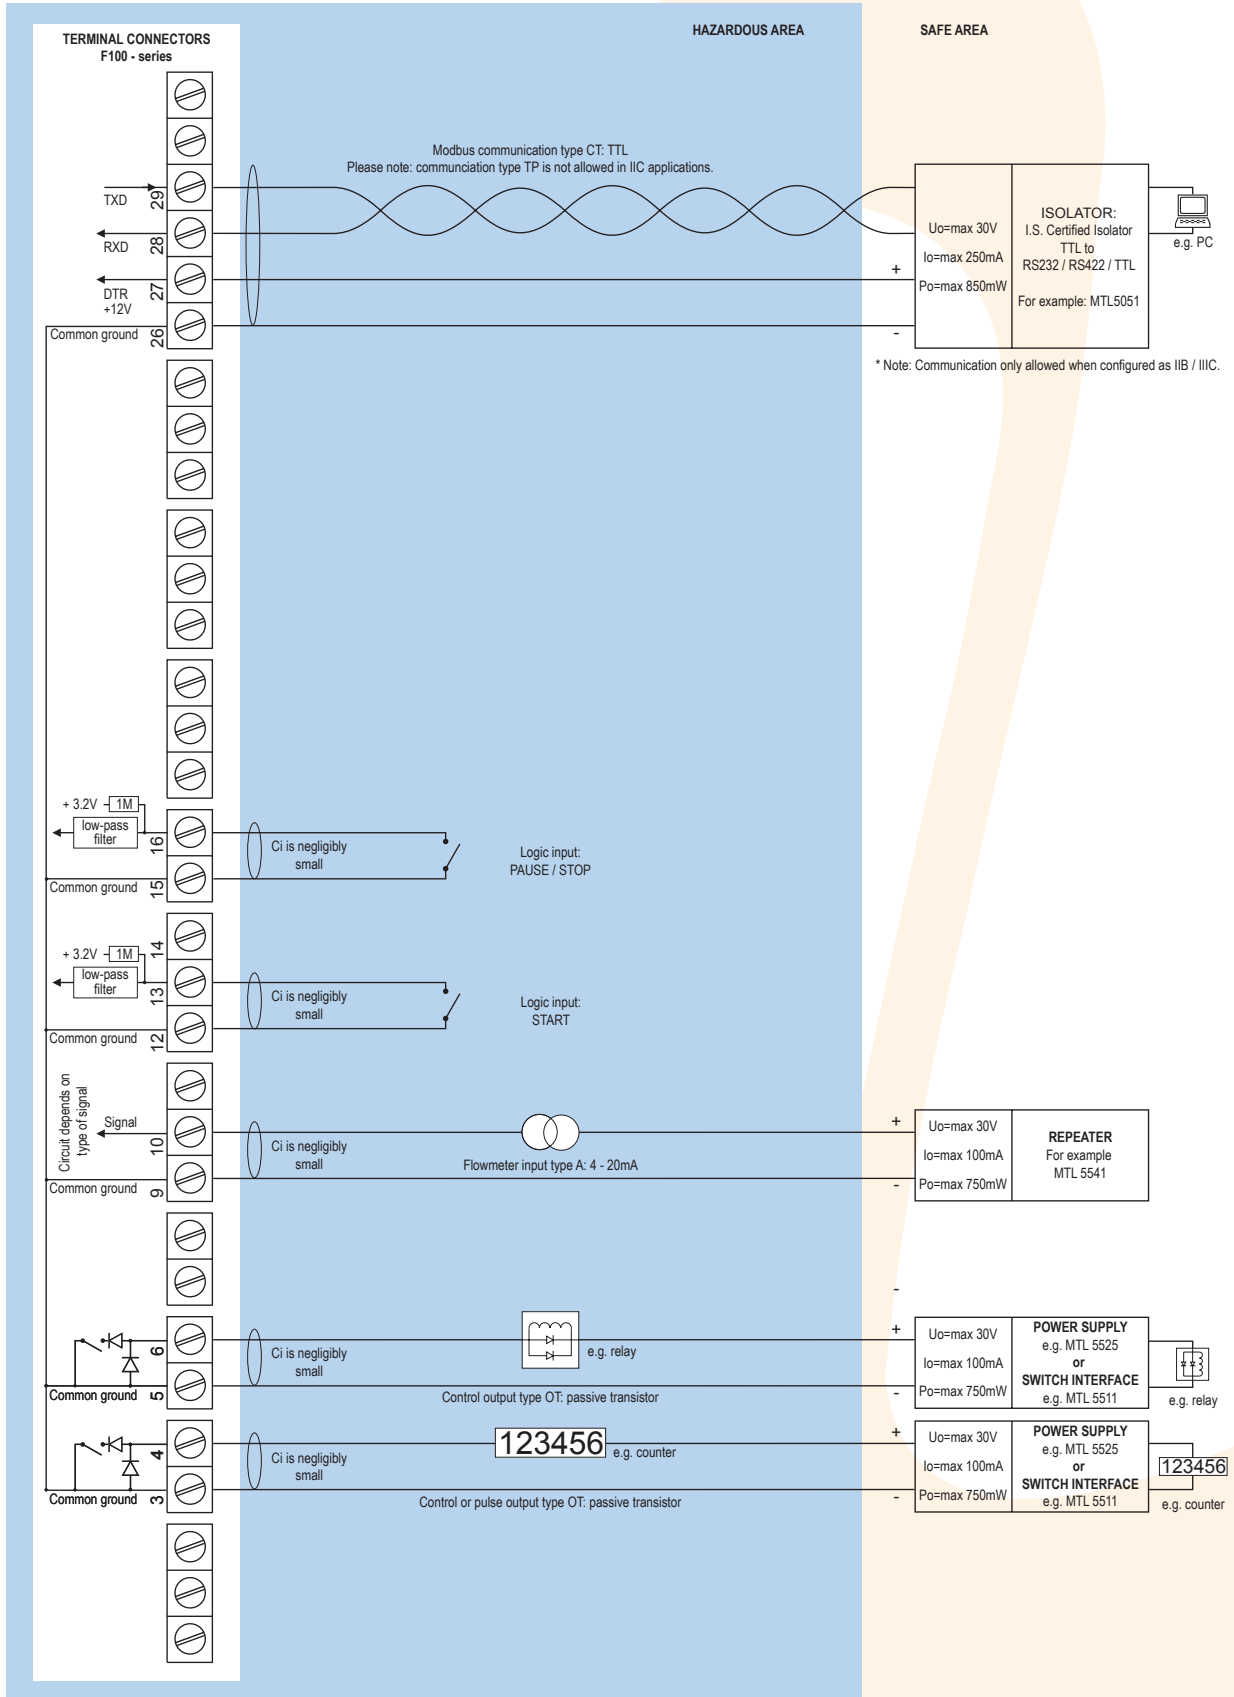 HAZARDOUS AREA
SAFE AREA
TERMINAL CONNECTORS
F100 - series
Modbus communication type CT: TTL
Please note: communciation type TP is not allowed in IIC applications.
TXD
29
RXD
28
DTR
+12V
27
Common ground
26
+
-
Uo=max 30V
Io=max 250mA
Po=max 850mW
ISOLATOR:
I.S. Certified Isolator
TTL to
RS232 / RS422 / TTL
For example: MTL5051
e.g. PC
* Note: Communication only allowed when configured as IIB / IIIC.
+ 3.2V
1M
low-pass
filter
16
Common ground
15
Ci is negligibly
small
Logic input:
PAUSE / STOP
14
+ 3.2V
1M
low-pass
filter
13
Common ground
12
Ci is negligibly
small
Logic input:
START
Circuit depends on
type of signal
Signal
10
Common ground
9
Ci is negligibly
small
Flowmeter input type A: 4 - 20mA
+
-
Uo=max 30V
Io=max 100mA
Po=max 750mW
REPEATER
For example
MTL 5541
-
6
Common ground
5
Ci is negligibly
small
e.g. relay
Control output type OT: passive transistor
+
-
Uo=max 30V
Io=max 100mA
Po=max 750mW
POWER SUPPLY
e.g. MTL 5525
or
SWITCH INTERFACE
e.g. MTL 5511
e.g. relay
4
Common ground
3
Ci is negligibly
small
123456
e.g. counter
Control or pulse output type OT: passive transistor
+
-
Uo=max 30V
Io=max 100mA
Po=max 750mW
POWER SUPPLY
e.g. MTL 5525
or
SWITCH INTERFACE
e.g. MTL 5511
123456
e.g. counter